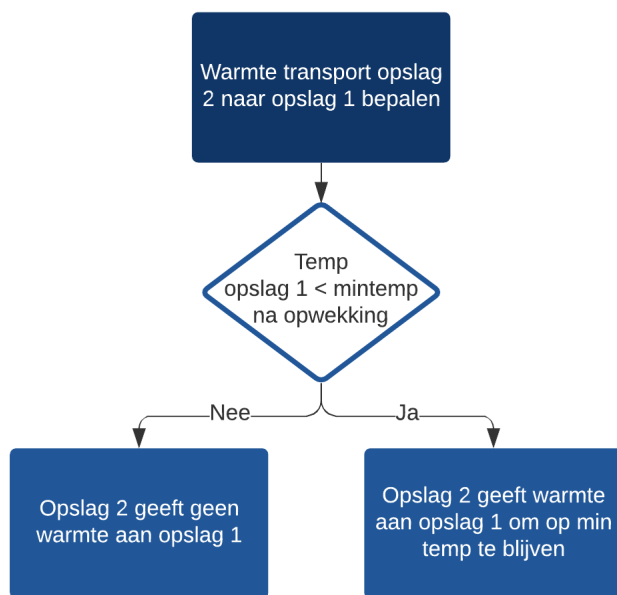 Warmte transport opslag
2 naar opslag 1 bepalen
Temp
opslag 1 < mintemp
na opwekking
Nee
Ja
Opslag 2 geeft geen
warmte aan opslag 1
Opslag 2 geeft warmte
aan opslag 1 om op min
temp te blijven